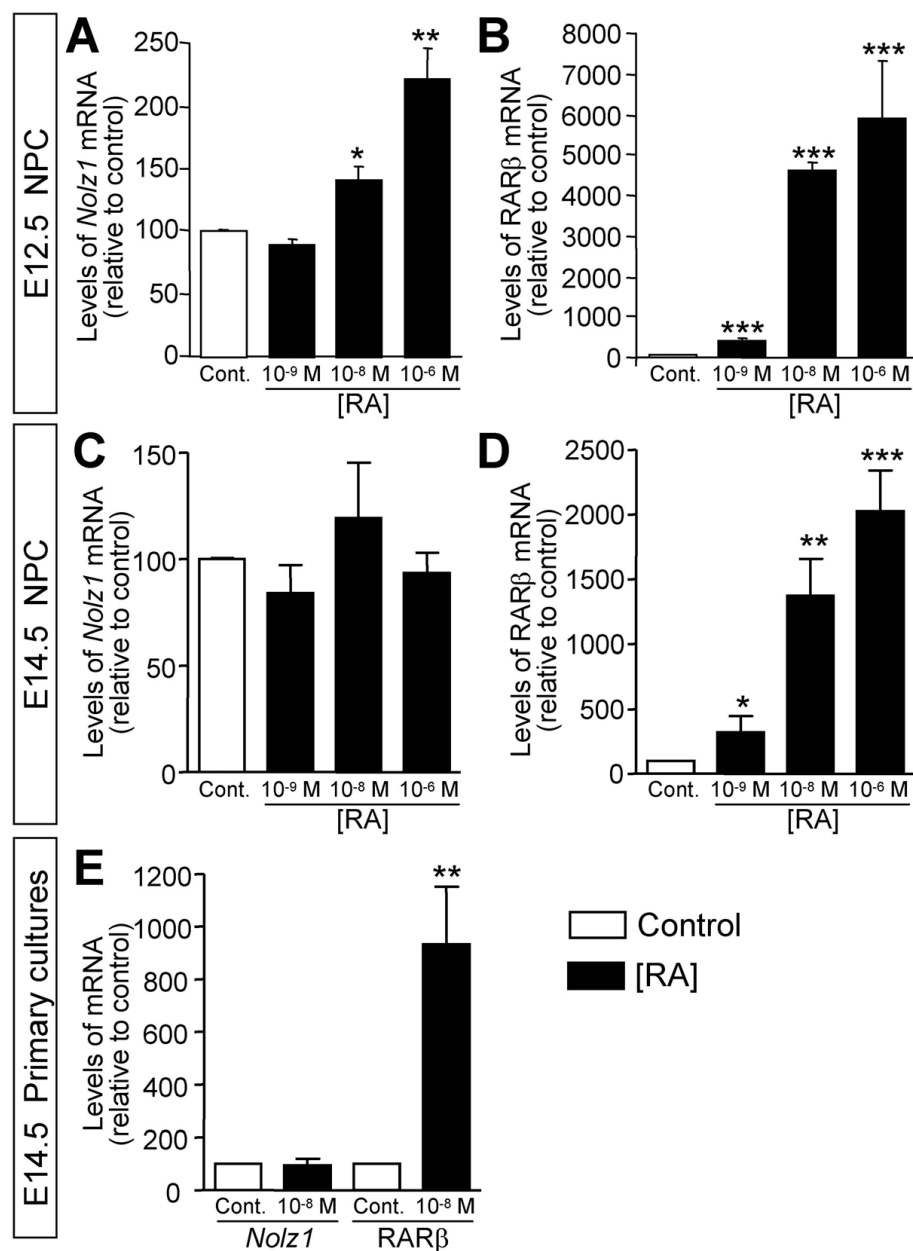 E12.5 NPC
A
Levels of Nolz1 mRNA
(relative to control)
250
200
150
100
50
0
*
**
Cont. 10⁻⁹ M 10⁻⁸ M 10⁻⁶ M
[RA]
B
Levels of RARβ mRNA
(relative to control)
8000
7000
6000
5000
4000
3000
2000
1000
0
***
***
***
Cont. 10⁻⁹ M 10⁻⁸ M 10⁻⁶ M
[RA]
E14.5 NPC
C
Levels of Nolz1 mRNA
(relative to control)
150
100
50
0
Cont. 10⁻⁹ M 10⁻⁸ M 10⁻⁶ M
[RA]
D
Levels of RARβ mRNA
(relative to control)
2500
2000
1500
1000
500
0
*
**
***
Cont. 10⁻⁹ M 10⁻⁸ M 10⁻⁶ M
[RA]
E14.5 Primary cultures
E
Levels of mRNA
(relative to control)
1200
1000
800
600
400
200
0
**
Cont. 10⁻⁸ M Cont. 10⁻⁸ M
Nolz1 RARβ
Control
[RA]